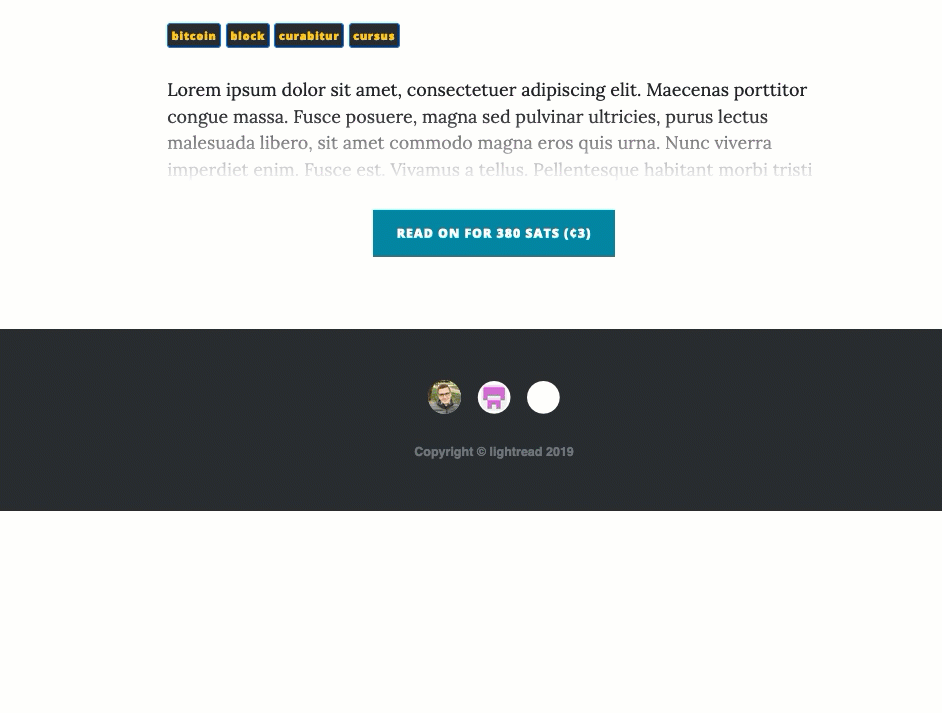 bitcoin block curabitur cursus
Lorem ipsum dolor sit amet, consectetuer adipiscing elit. Maecenas porttitor
congue massa. Fusce posuere, magna sed pulvinar ultricies, purus lectus
malesuada libero, sit amet commodo magna eros quis urna. Nunc viverra
imperdiet enim. Fusce est. Vivamus a tellus. Pellentesque habitant morbi tristi
READ ON FOR 380 SATS (¢3)
Copyright © lightread 2019